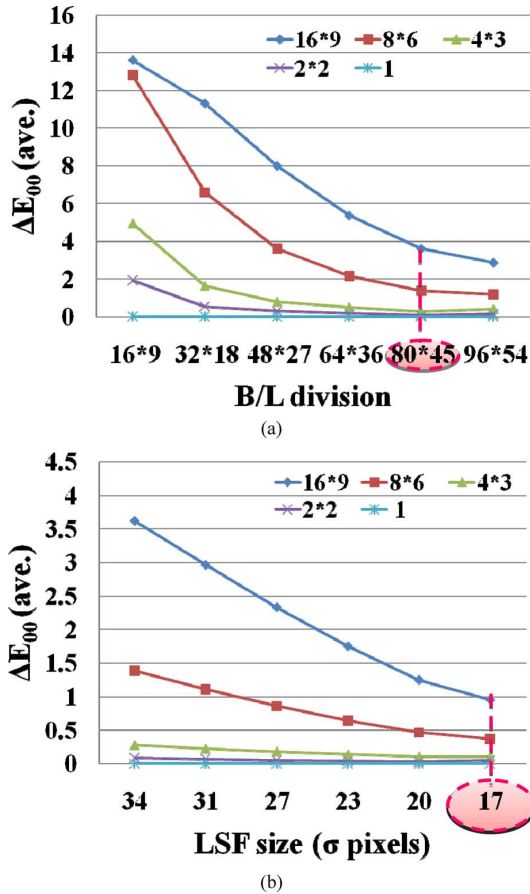 16
14
12
10
8
6
4
2
0
ΔE00 (ave.)
16*9 8*6 4*3
2*2 1
16*9 32*18 48*27 64*36 80*45 96*54
B/L division
(a)
4.5
4
3.5
3
2.5
2
1.5
1
0.5
0
ΔE00 (ave.)
16*9 8*6 4*3
2*2 1
34 31 27 23 20 17
LSF size (σ pixels)
(b)